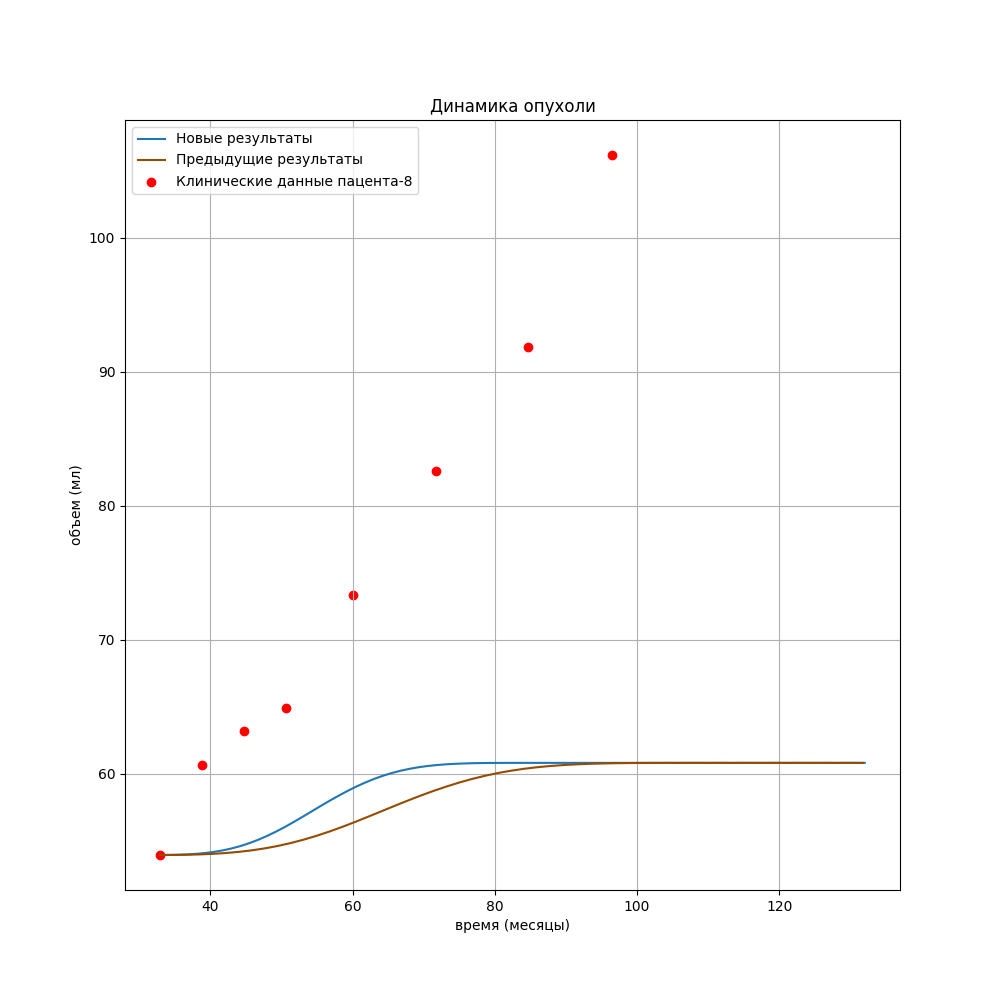 Динамика опухоли
Новые результаты
Предыдущие результаты
Клинические данные пацента-8
100
90
80
70
60
объем (мл)
40 60 80 100 120
время (месяцы)